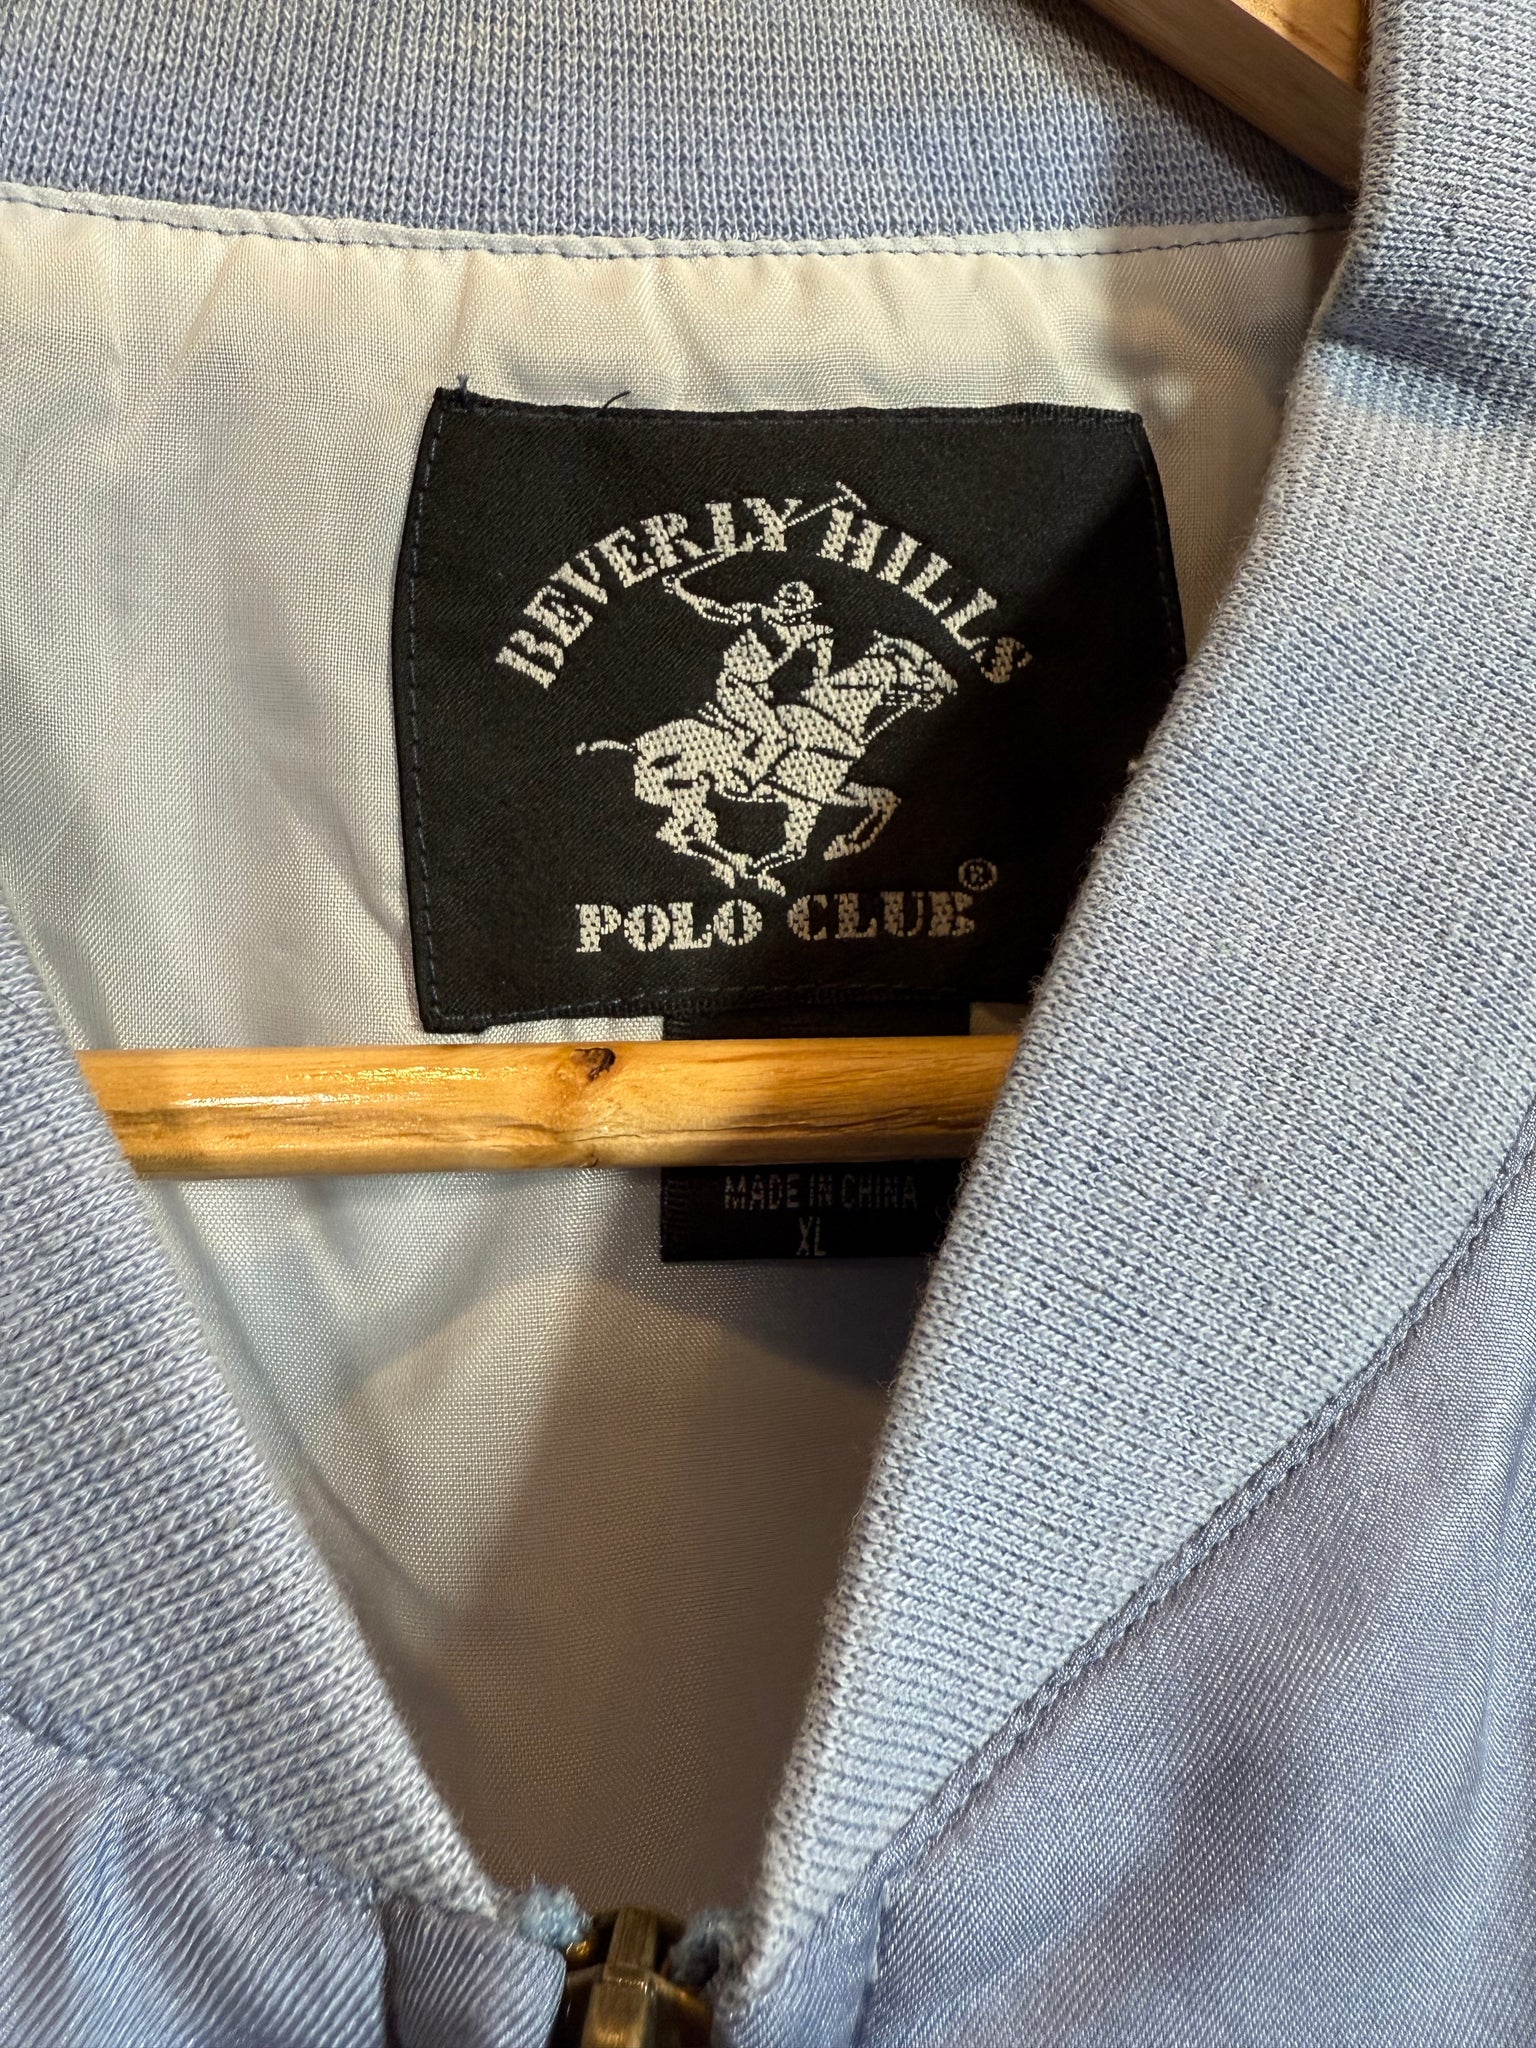 BEVERLY HILLS
POLO CLUB®
MADE IN CHINA
XL